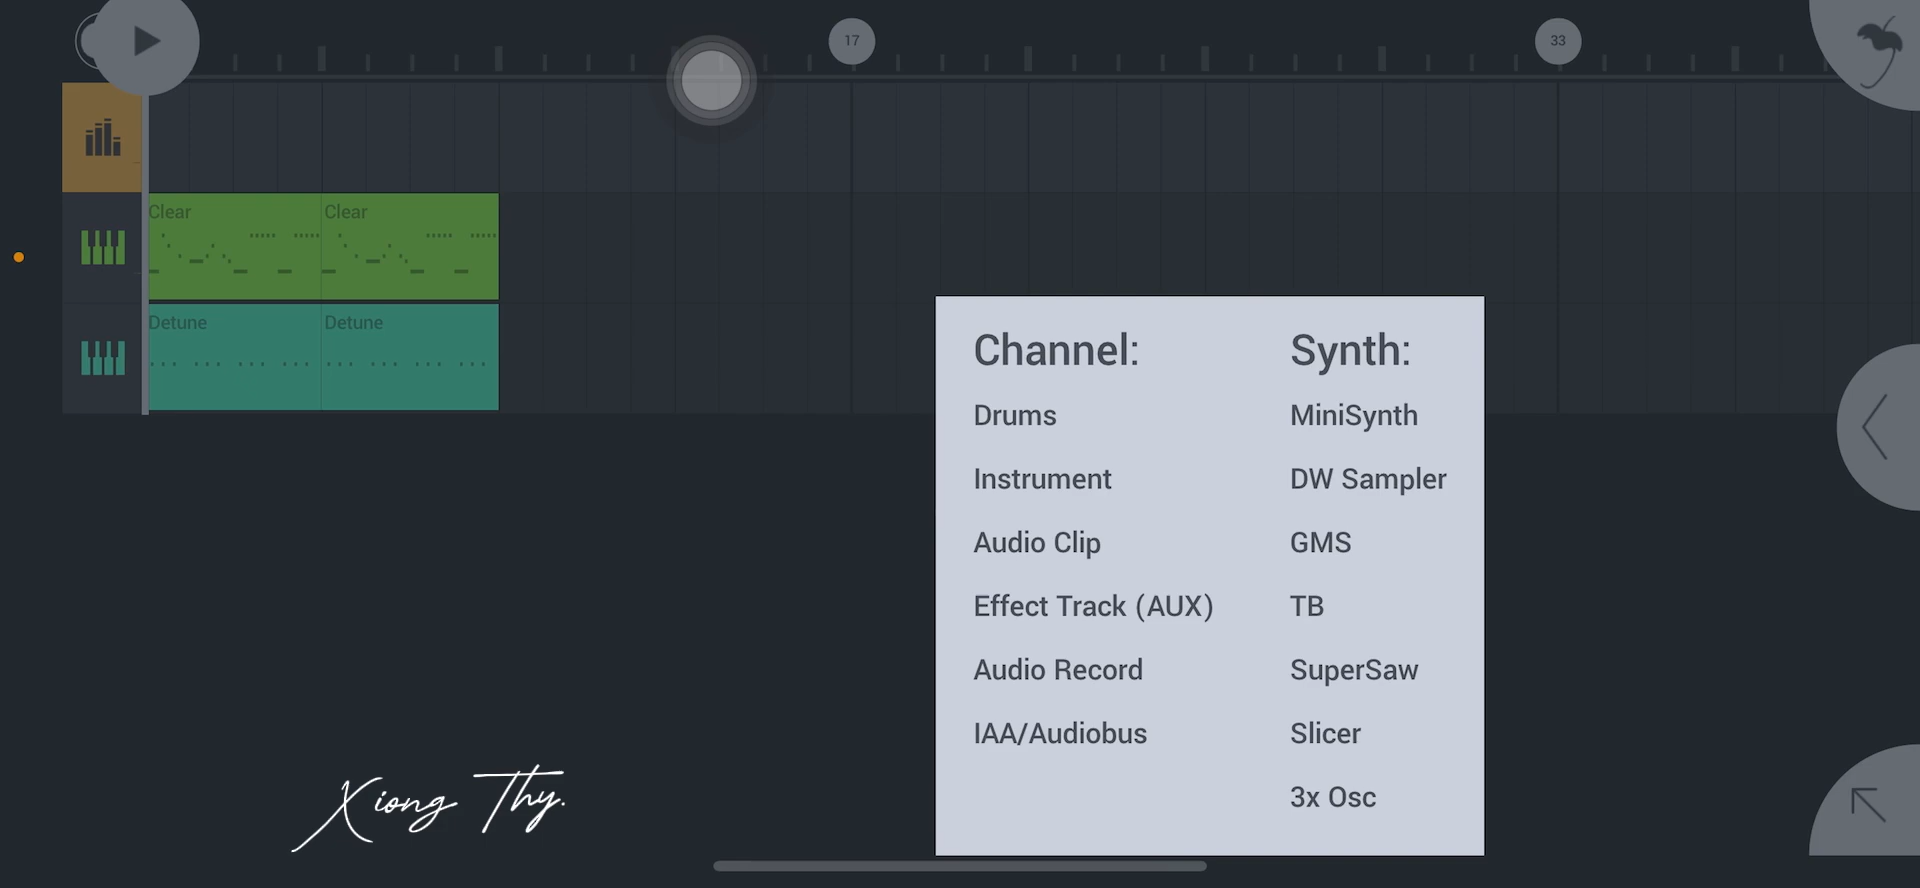 17
33
Clear Clear
Detune Detune
Channel:
Drums
Instrument
Audio Clip
Effect Track (AUX)
Audio Record
IAA/Audiobus
Synth:
MiniSynth
DW Sampler
GMS
TB
SuperSaw
Slicer
3x Osc
Xiong Thy.